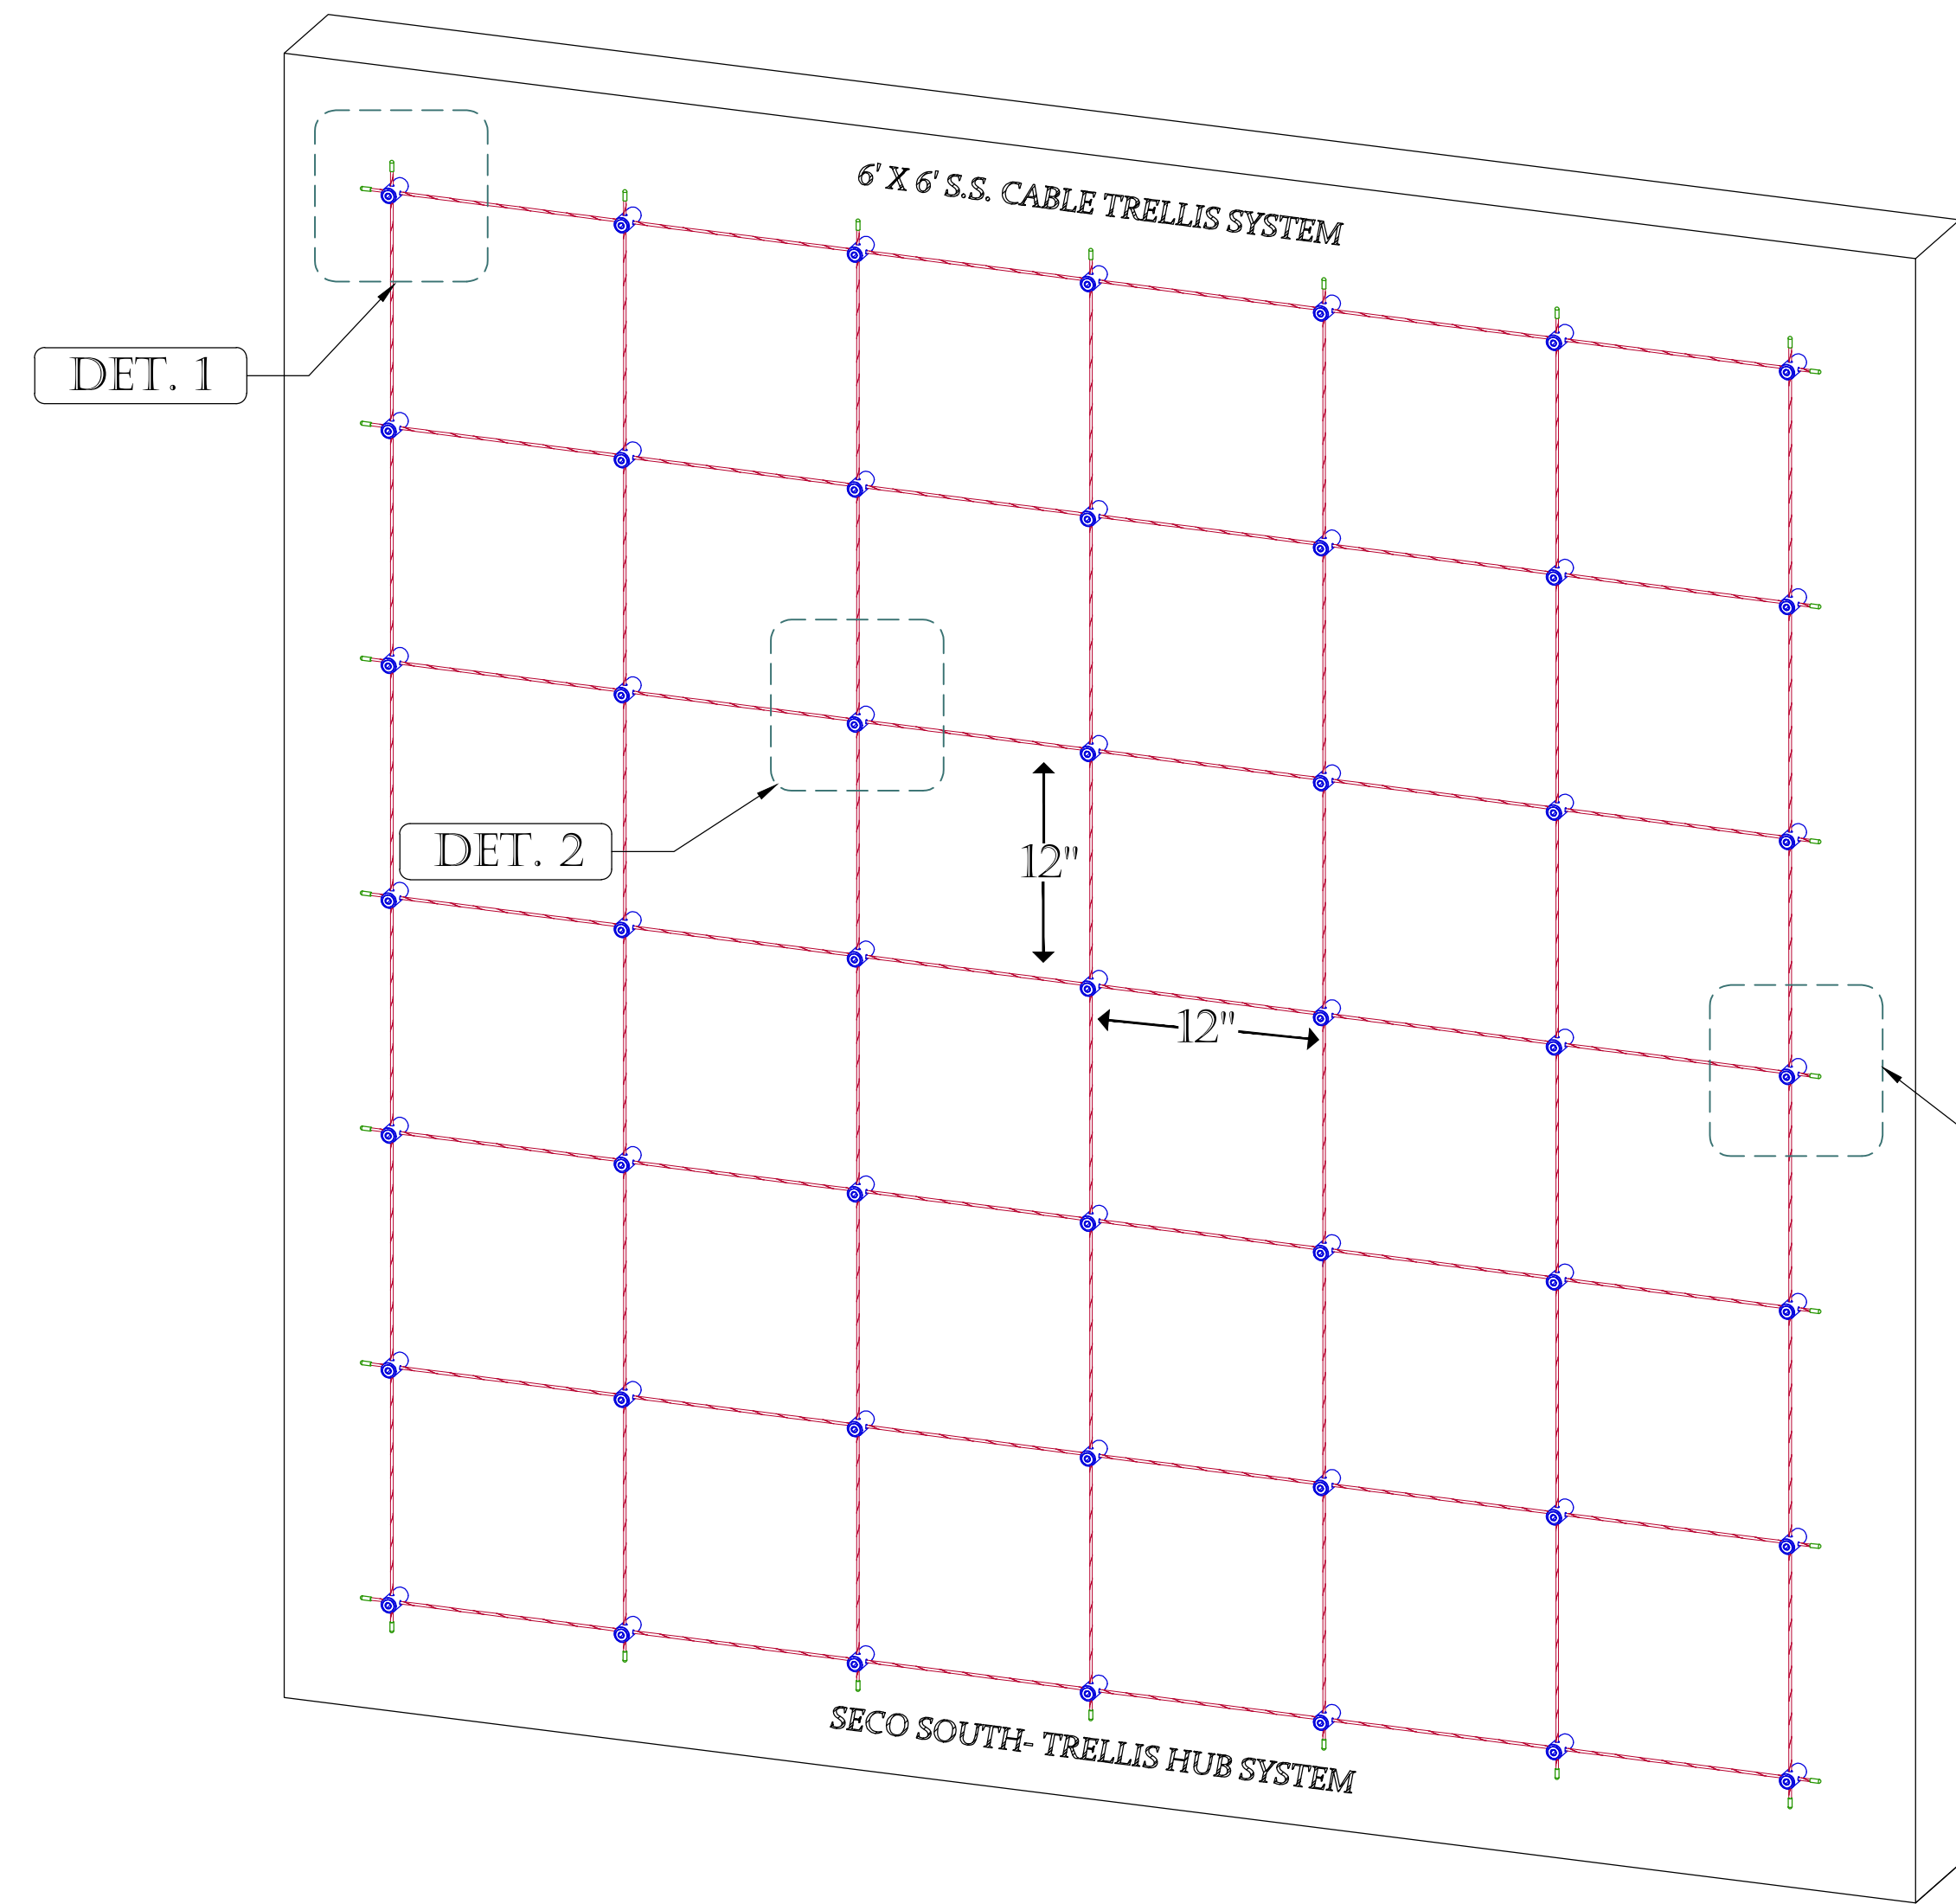 6' X 6' S.S. CABLE TRELLIS SYSTEM
DET. 1
DET. 2
12"
12"
SECO SOUTH- TRELLIS HUB SYSTEM